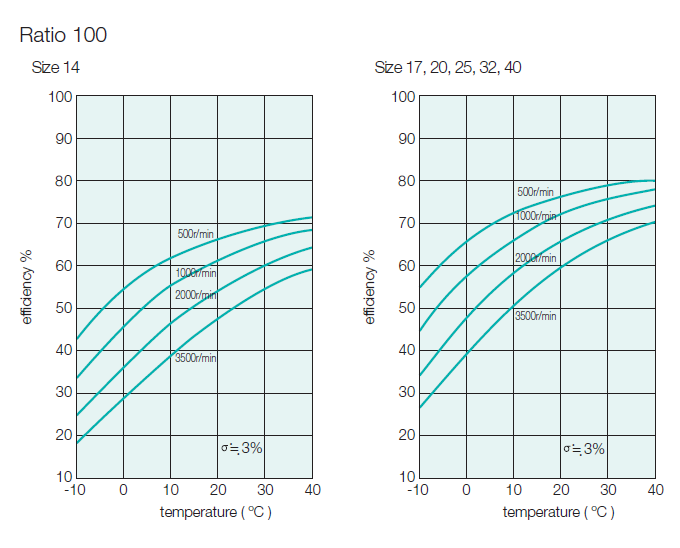 Ratio 100
Size 14
100
90
80
70
60
50
40
30
20
10
-10 0 10 20 30 40
efficiency %
temperature ( °C )
500r/min
1000r/min
2000r/min
3500r/min
σ≒3%
Size 17, 20, 25, 32, 40
100
90
80
70
60
50
40
30
20
10
-10 0 10 20 30 40
efficiency %
temperature ( °C )
500r/min
1000r/min
2000r/min
3500r/min
σ≒3%